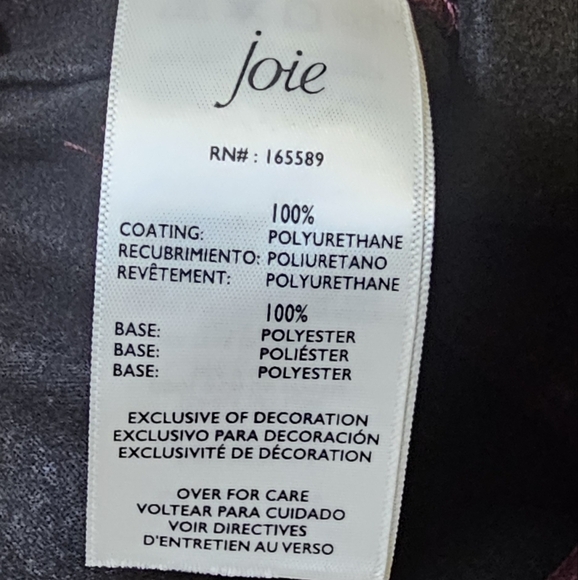 joie
RN# : 165589
100%
COATING: POLYURETHANE
RECUBRIMIENTO: POLIURETANO
REVÊTEMENT: POLYURETHANE
100%
BASE: POLYESTER
BASE: POLIÉSTER
BASE: POLYESTER
EXCLUSIVE OF DECORATION
EXCLUSIVO PARA DECORACIÓN
EXCLUSIVITÉ DE DÉCORATION
OVER FOR CARE
VOLTEAR PARA CUIDADO
VOIR DIRECTIVES
D'ENTRETIEN AU VERSO